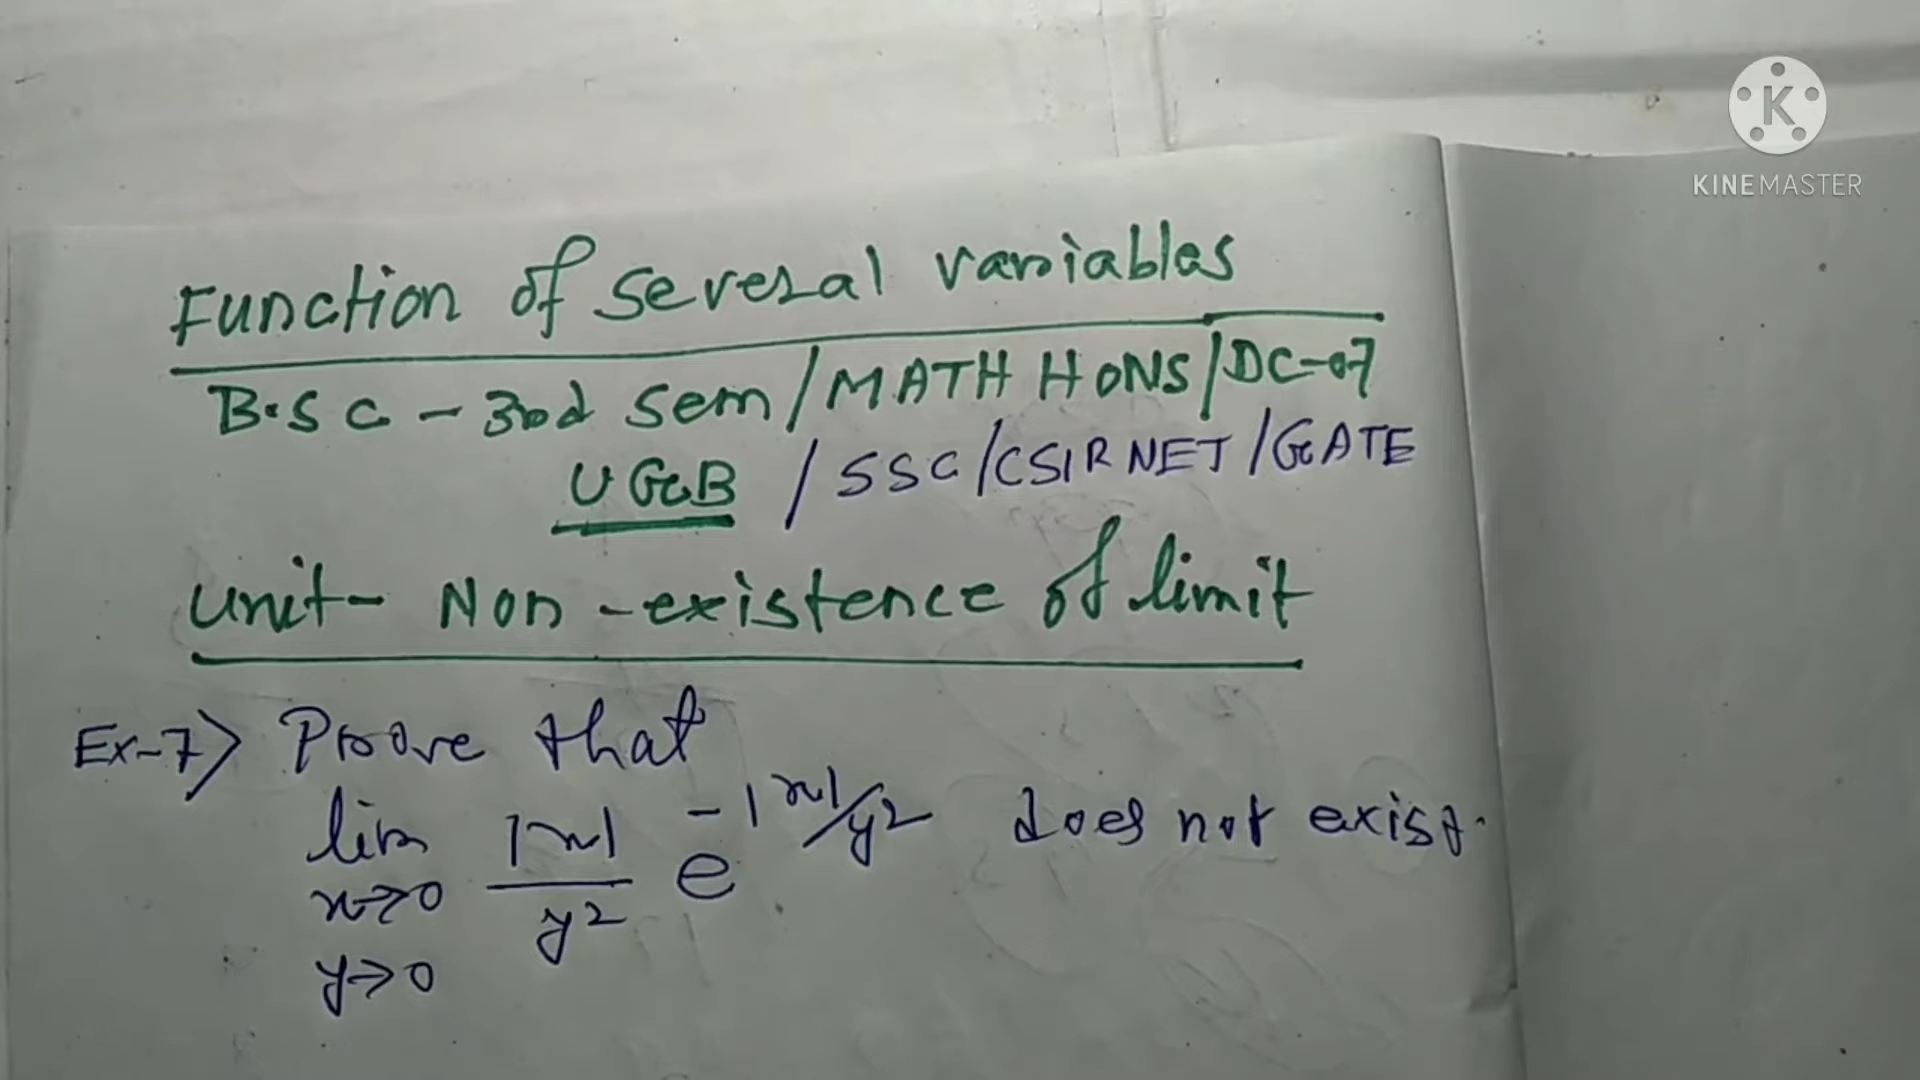 KINEMASTER
Function of several variables
B.SC - 3rd Sem / MATH HONS / DC-07
UGB / SSC / CSIR NET / GATE
Unit - Non-existence of limit
Ex-7> Prove that
lim x→0 y→0 |x|/y² e^(-|x|/y²) does not exist.